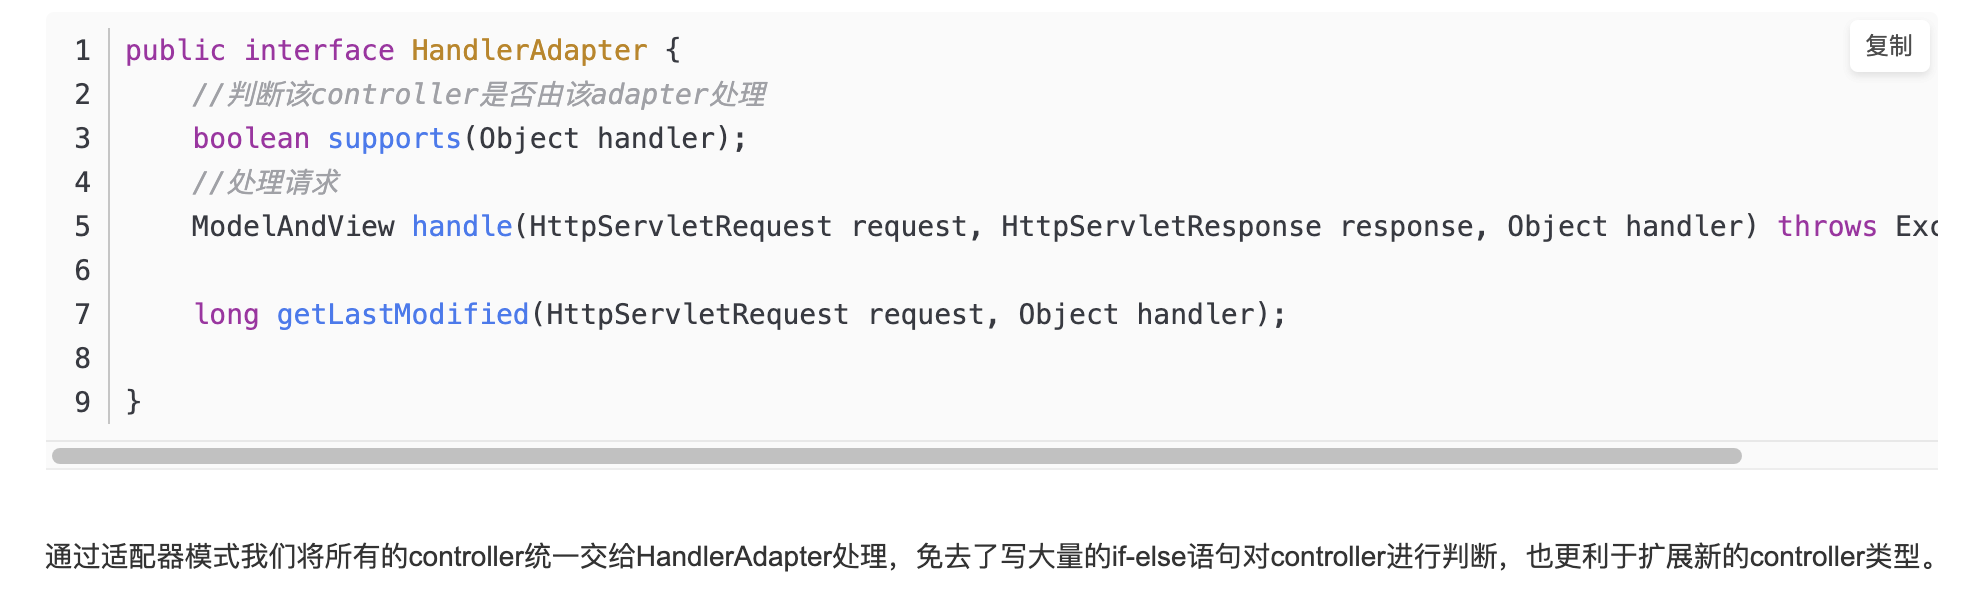 复制
1 public interface HandlerAdapter {
2     //判断该controller是否由该adapter处理
3     boolean supports(Object handler);
4     //处理请求
5     ModelAndView handle(HttpServletRequest request, HttpServletResponse response, Object handler) throws Exc
6
7     long getLastModified(HttpServletRequest request, Object handler);
8
9 }
通过适配器模式我们将所有的controller统一交给HandlerAdapter处理，免去了写大量的if-else语句对controller进行判断，也更利于扩展新的controller类型。